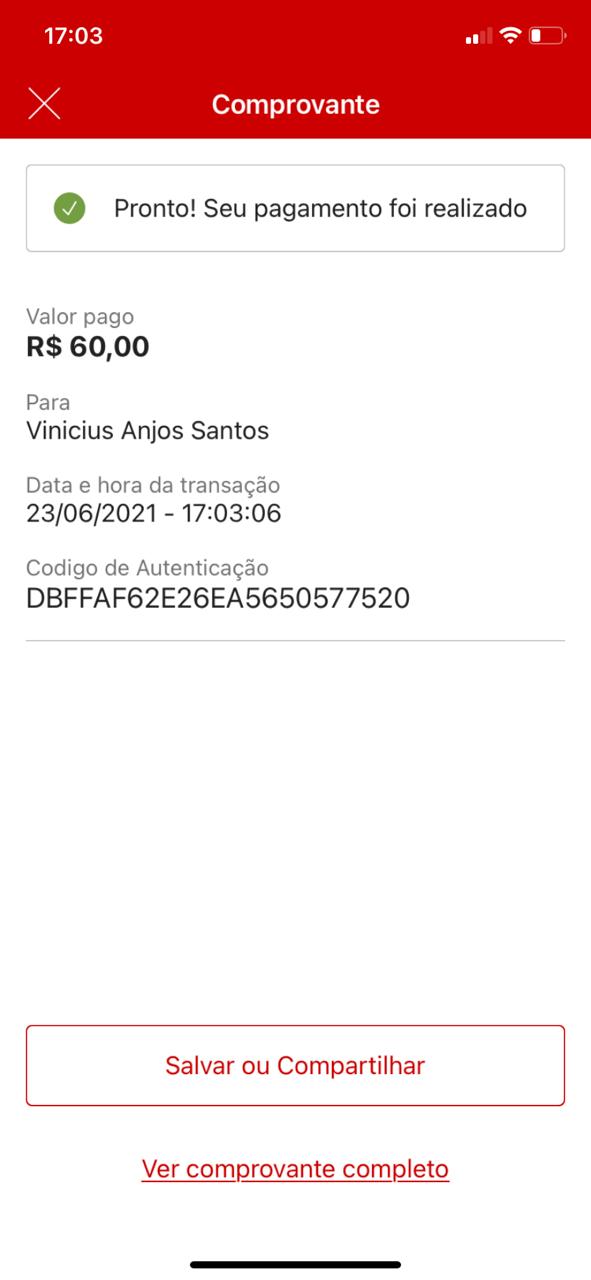 17:03
Comprovante
Pronto! Seu pagamento foi realizado
Valor pago
R$ 60,00
Para
Vinicius Anjos Santos
Data e hora da transação
23/06/2021 - 17:03:06
Codigo de Autenticação
DBFFAF62E26EA5650577520
Salvar ou Compartilhar
Ver comprovante completo